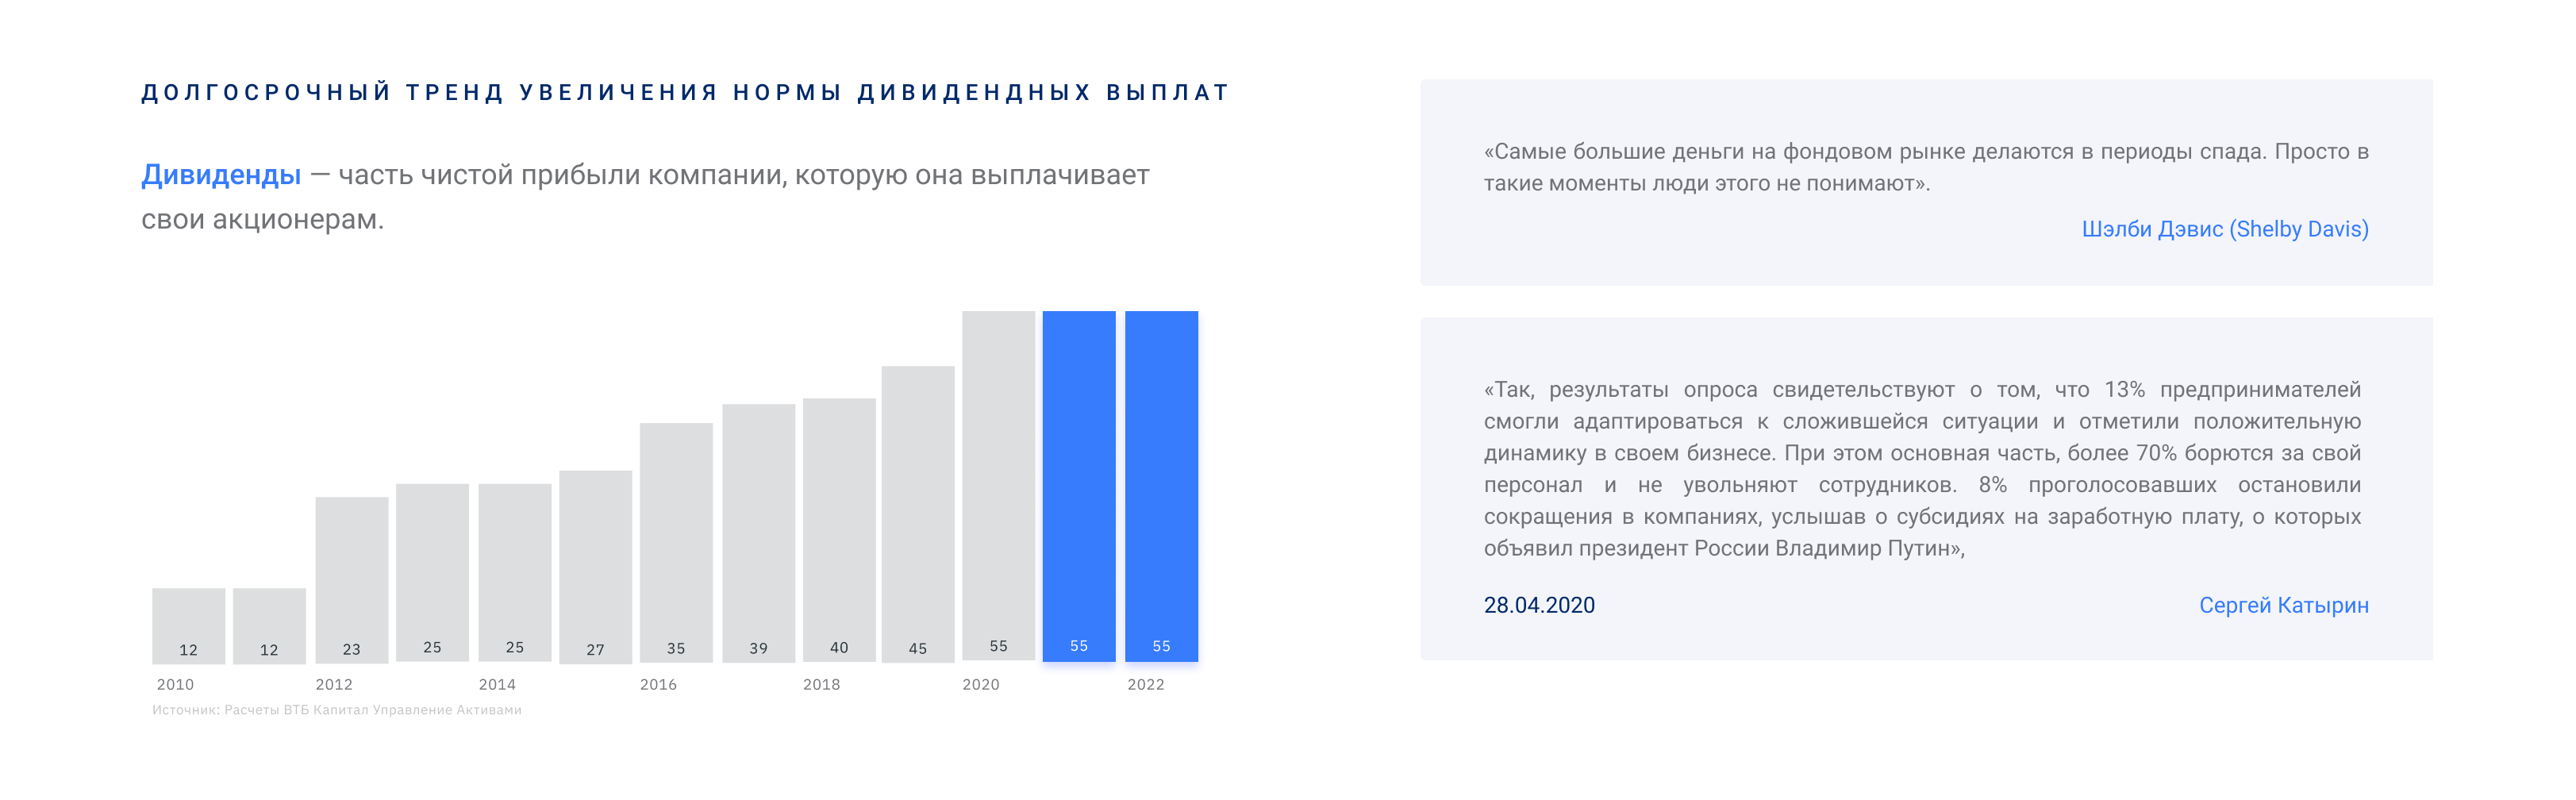 ДОЛГОСРОЧНЫЙ ТРЕНД УВЕЛИЧЕНИЯ НОРМЫ ДИВИДЕНДНЫХ ВЫПЛАТ
Дивиденды — часть чистой прибыли компании, которую она выплачивает
свои акционерам.
12 12 23 25 25 27 35 39 40 45 55 55 55
2010 2012 2014 2016 2018 2020 2022
Источник: Расчеты ВТБ Капитал Управление Активами
«Самые большие деньги на фондовом рынке делаются в периоды спада. Просто в
такие моменты люди этого не понимают».
Шэлби Дэвис (Shelby Davis)
«Так, результаты опроса свидетельствуют о том, что 13% предпринимателей
смогли адаптироваться к сложившейся ситуации и отметили положительную
динамику в своем бизнесе. При этом основная часть, более 70% борются за свой
персонал и не увольняют сотрудников. 8% проголосовавших остановили
сокращения в компаниях, услышав о субсидиях на заработную плату, о которых
объявил президент России Владимир Путин»,
28.04.2020 Сергей Катырин